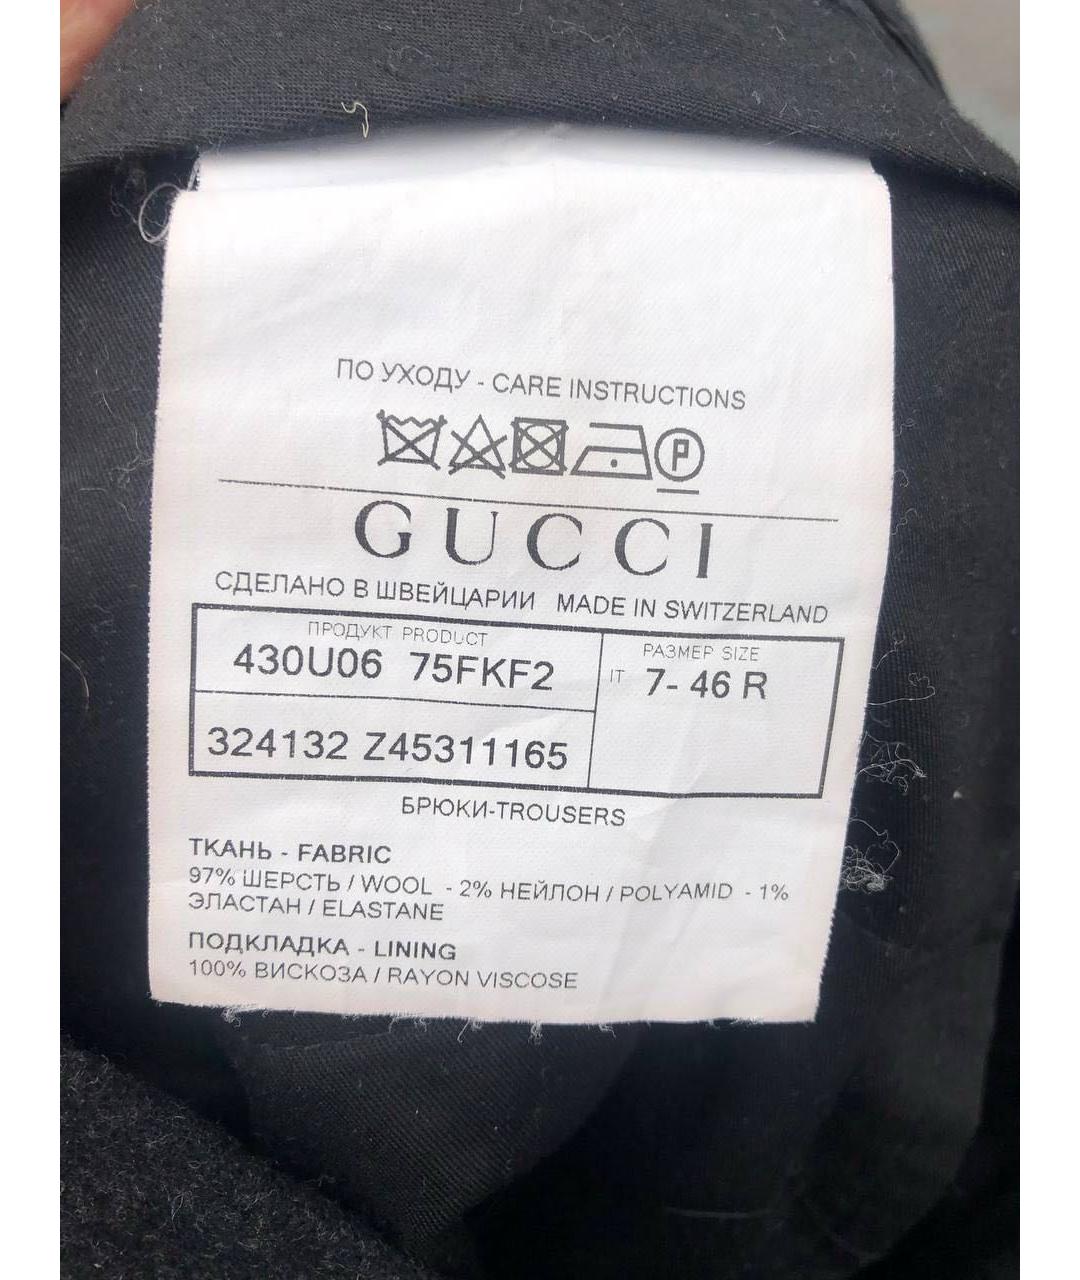 ПО УХОДУ - CARE INSTRUCTIONS
P
GUCCI
СДЕЛАНО В ШВЕЙЦАРИИ MADE IN SWITZERLAND
ПРОДУКТ PRODUCT
430U06 75FKF2
РАЗМЕР SIZE
IT 7- 46 R
324132 Z45311165
БРЮКИ-TROUSERS
ТКАНЬ - FABRIC
97% ШЕРСТЬ / WOOL - 2% НЕЙЛОН / POLYAMID - 1%
ЭЛАСТАН / ELASTANE
ПОДКЛАДКА - LINING
100% ВИСКОЗА / RAYON VISCOSE